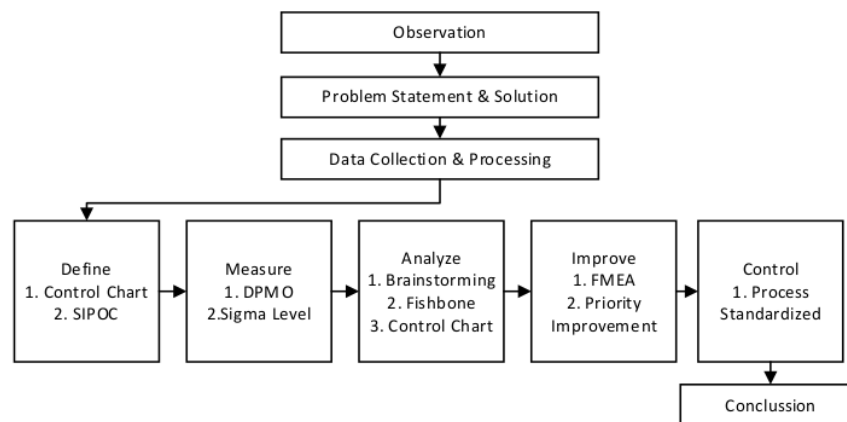 Observation
Problem Statement & Solution
Data Collection & Processing
Define
1. Control Chart
2. SIPOC
Measure
1. DPMO
2.Sigma Level
Analyze
1. Brainstorming
2. Fishbone
3. Control Chart
Improve
1. FMEA
2. Priority
Improvement
Control
1. Process
Standardized
Conclussion